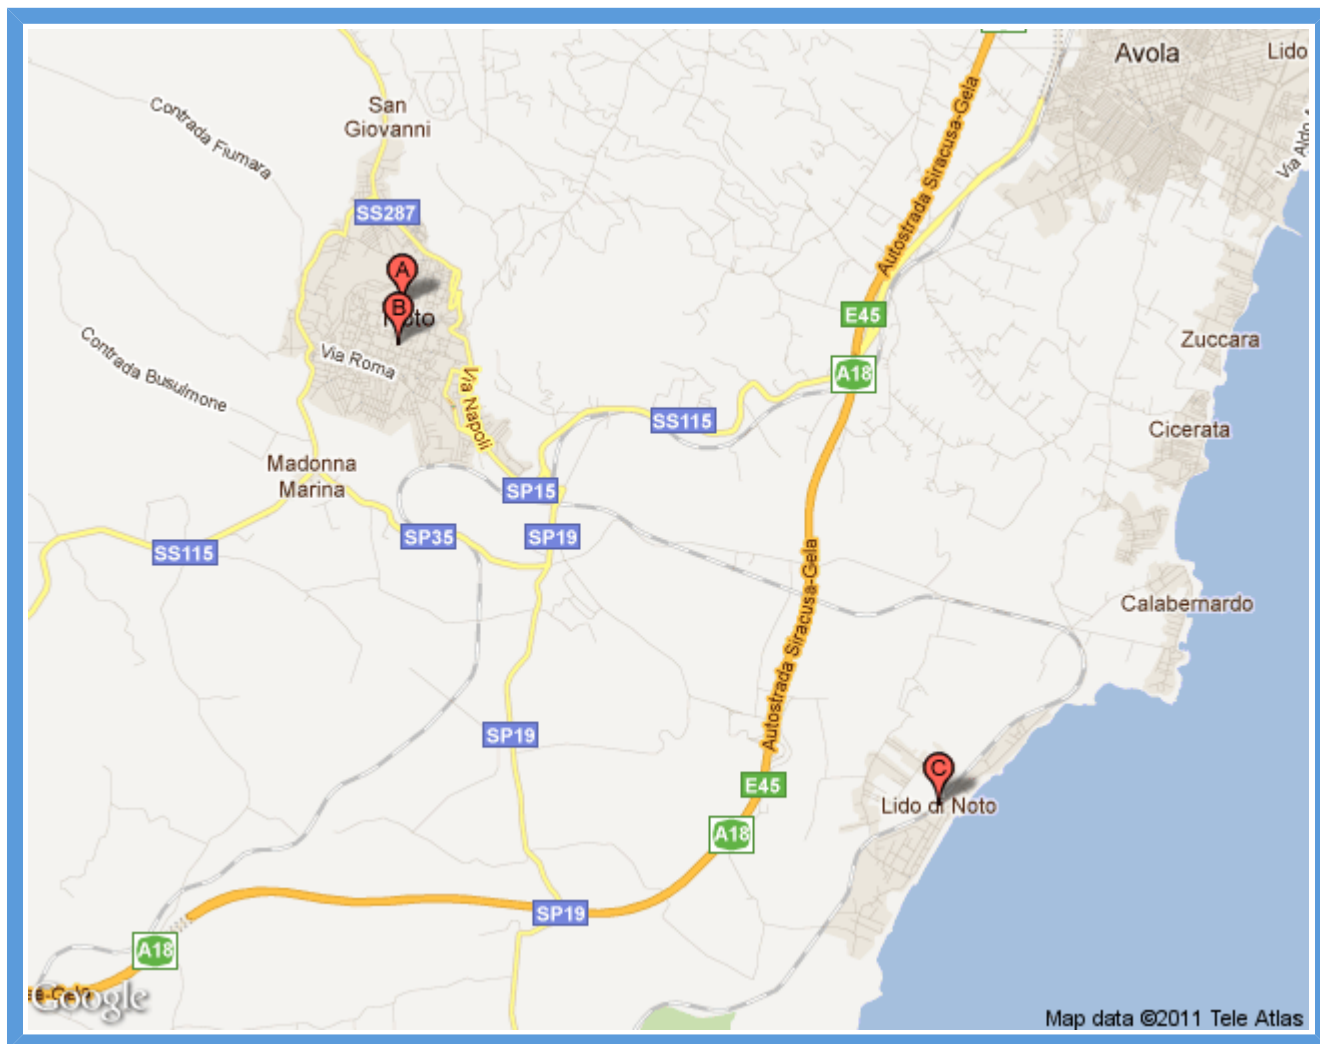 Avola
Lido
San
Giovanni
Contrada Fiumara
Via Aldo
Autostrada Siracusa-Gela
SS287
A
B
Noto
E45
Zuccara
Via Roma
Contrada Busulmone
A18
Via Napoli
SS115
Cicerata
Madonna
Marina
SP15
SP35
SP19
SS115
Autostrada Siracusa-Gela
Calabernardo
SP19
C
E45
Lido di Noto
A18
SP19
A18
sa-Gela
Google
Map data ©2011 Tele Atlas